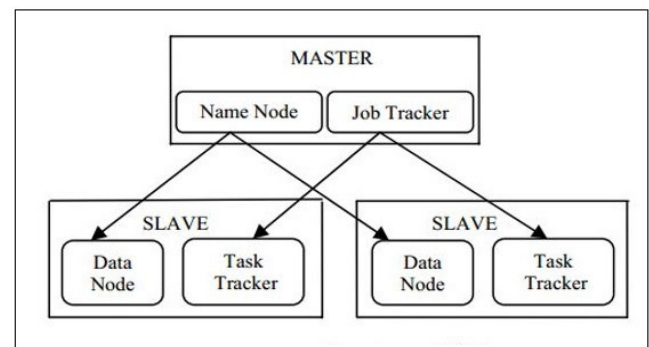 MASTER
Name Node
Job Tracker
SLAVE
Data
Node
Task
Tracker
SLAVE
Data
Node
Task
Tracker